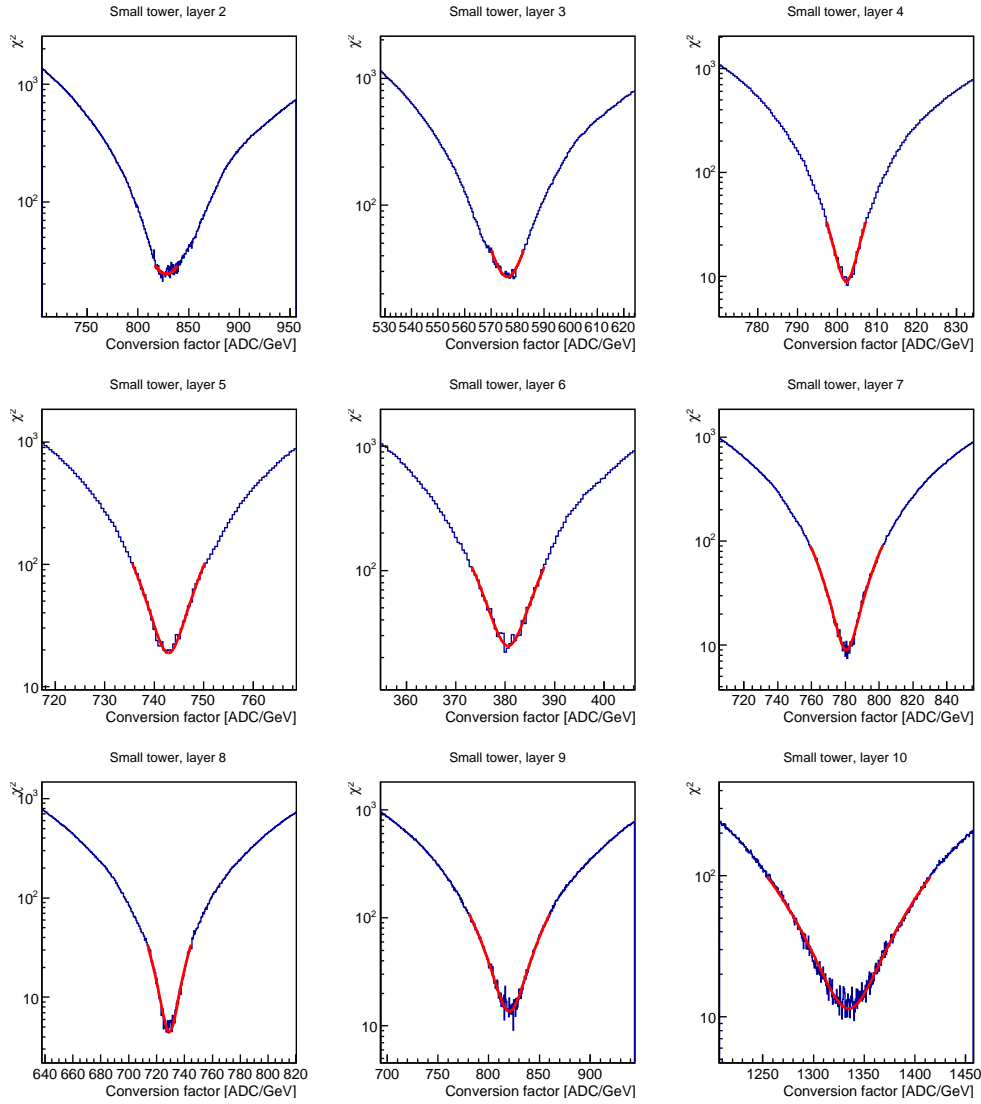 Small tower, layer 2
χ²
10³
10²
750 800 850 900 950
Conversion factor [ADC/GeV]
Small tower, layer 3
χ²
10³
10²
530 540 550 560 570 580 590 600 610 620
Conversion factor [ADC/GeV]
Small tower, layer 4
χ²
10³
10²
10
780 790 800 810 820 830
Conversion factor [ADC/GeV]
Small tower, layer 5
χ²
10³
10²
10
720 730 740 750 760
Conversion factor [ADC/GeV]
Small tower, layer 6
χ²
10³
10²
360 370 380 390 400
Conversion factor [ADC/GeV]
Small tower, layer 7
χ²
10³
10²
10
720 740 760 780 800 820 840
Conversion factor [ADC/GeV]
Small tower, layer 8
χ²
10³
10²
10
640 660 680 700 720 740 760 780 800 820
Conversion factor [ADC/GeV]
Small tower, layer 9
χ²
10³
10²
10
700 750 800 850 900
Conversion factor [ADC/GeV]
Small tower, layer 10
χ²
10²
10
1250 1300 1350 1400 1450
Conversion factor [ADC/GeV]